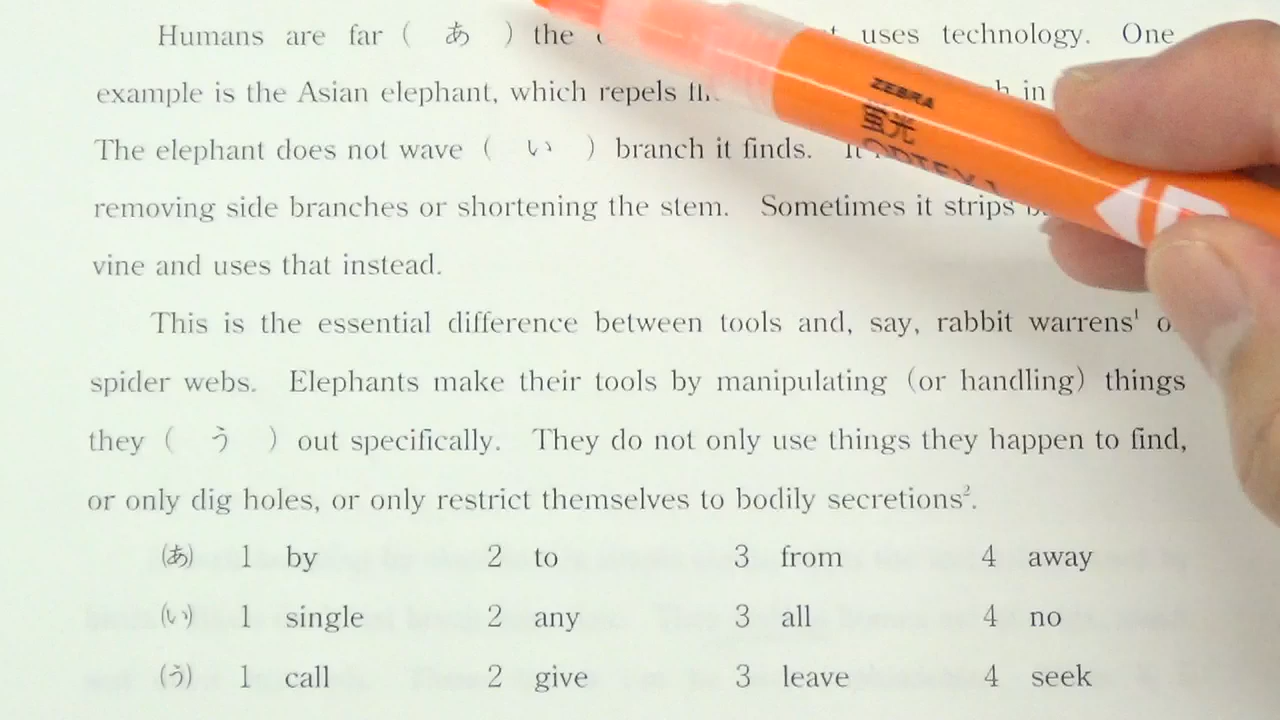 Humans are far ( あ ) the uses technology. One
example is the Asian elephant, which repels in
The elephant does not wave ( い ) branch it finds.
removing side branches or shortening the stem. Sometimes it strips
vine and uses that instead.
This is the essential difference between tools and, say, rabbit warrens¹
spider webs. Elephants make their tools by manipulating (or handling) things
they ( う ) out specifically. They do not only use things they happen to find,
or only dig holes, or only restrict themselves to bodily secretions².
(あ) 1 by 2 to 3 from 4 away
(い) 1 single 2 any 3 all 4 no
(う) 1 call 2 give 3 leave 4 seek
ZEBRA
蛍光
OPTEX 1